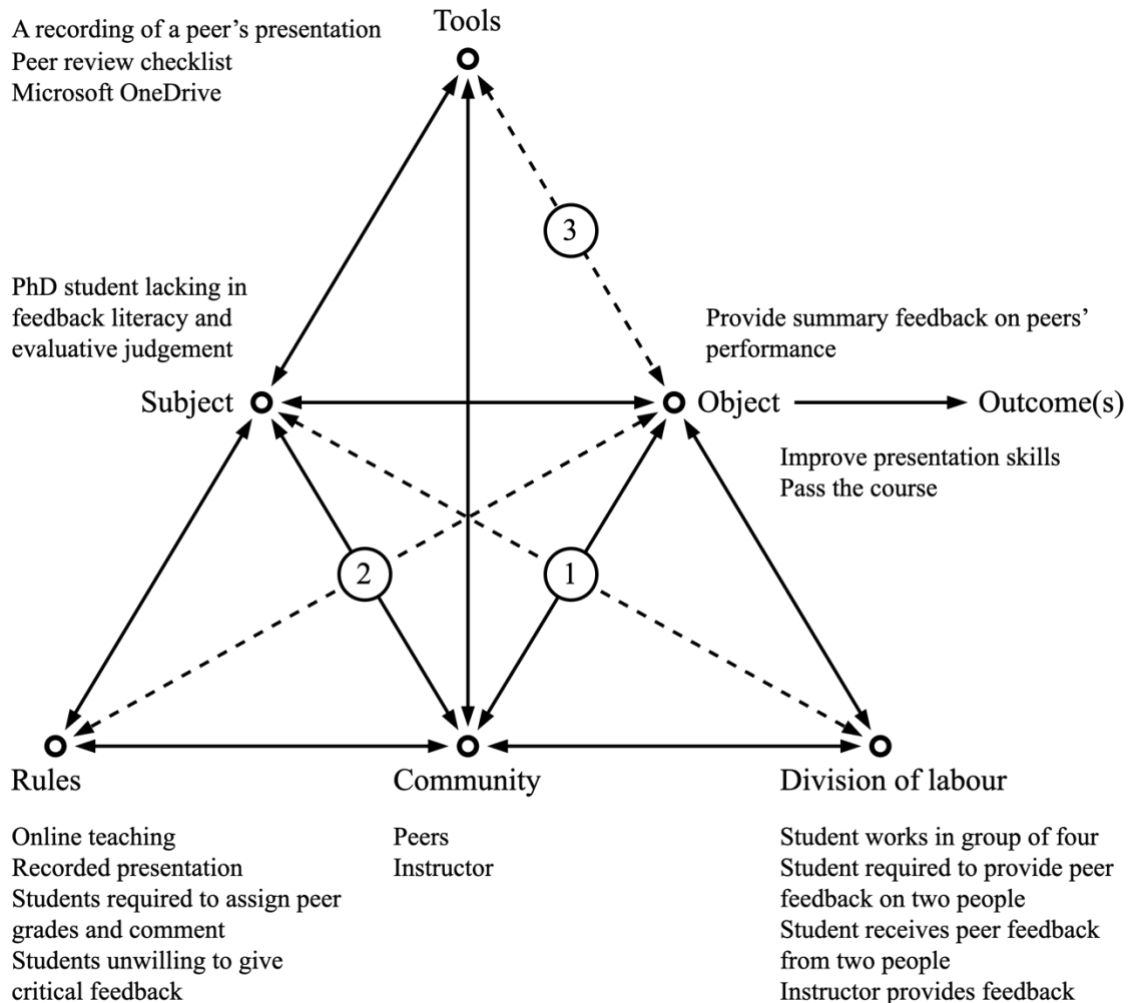 Tools
A recording of a peer’s presentation
Peer review checklist
Microsoft OneDrive
3
PhD student lacking in
feedback literacy and
evaluative judgement
Provide summary feedback on peers’
performance
Subject
Object
Outcome(s)
Improve presentation skills
Pass the course
2
1
Rules
Community
Division of labour
Online teaching
Recorded presentation
Students required to assign peer
grades and comment
Students unwilling to give
critical feedback
Peers
Instructor
Student works in group of four
Student required to provide peer
feedback on two people
Student receives peer feedback
from two people
Instructor provides feedback